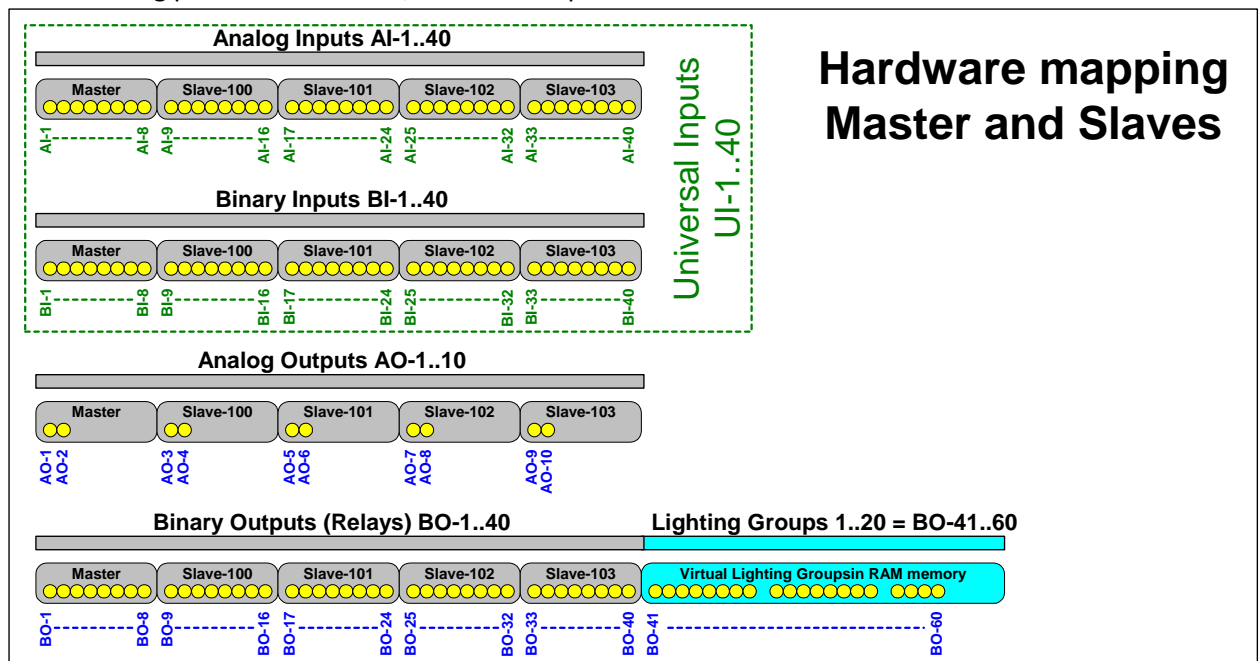 Analog Inputs AI-1..40
Hardware mapping
Master and Slaves
Master Slave-100 Slave-101 Slave-102 Slave-103
AI-1 AI-8 AI-9 AI-16 AI-17 AI-24 AI-25 AI-32 AI-33 AI-40
Universal Inputs
UI-1..40
Binary Inputs BI-1..40
Master Slave-100 Slave-101 Slave-102 Slave-103
BI-1 BI-8 BI-9 BI-16 BI-17 BI-24 BI-25 BI-32 BI-33 BI-40
Analog Outputs AO-1..10
Master Slave-100 Slave-101 Slave-102 Slave-103
AO-1 AO-2 AO-3 AO-4 AO-5 AO-6 AO-7 AO-8 AO-9 AO-10
Binary Outputs (Relays) BO-1..40 Lighting Groups 1..20 = BO-41..60
Master Slave-100 Slave-101 Slave-102 Slave-103 Virtual Lighting Groupsin RAM memory
BO-1 BO-8 BO-9 BO-16 BO-17 BO-24 BO-25 BO-32 BO-33 BO-40 BO-41 BO-60